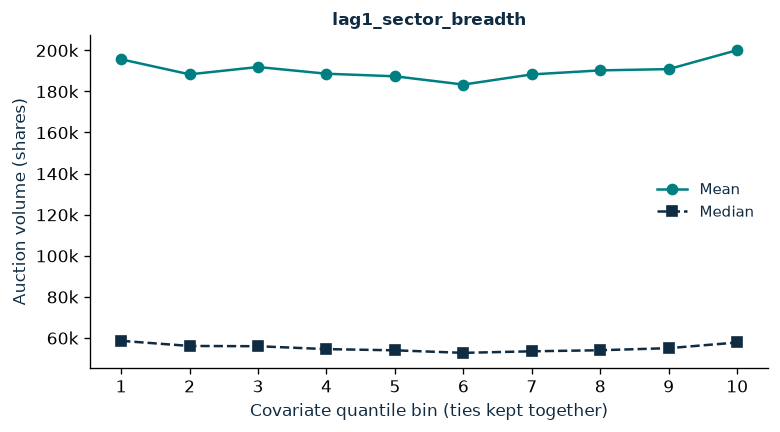 lag1_sector_breadth
Auction volume (shares)
200k
180k
160k
140k
120k
100k
80k
60k
Mean
Median
1 2 3 4 5 6 7 8 9 10
Covariate quantile bin (ties kept together)